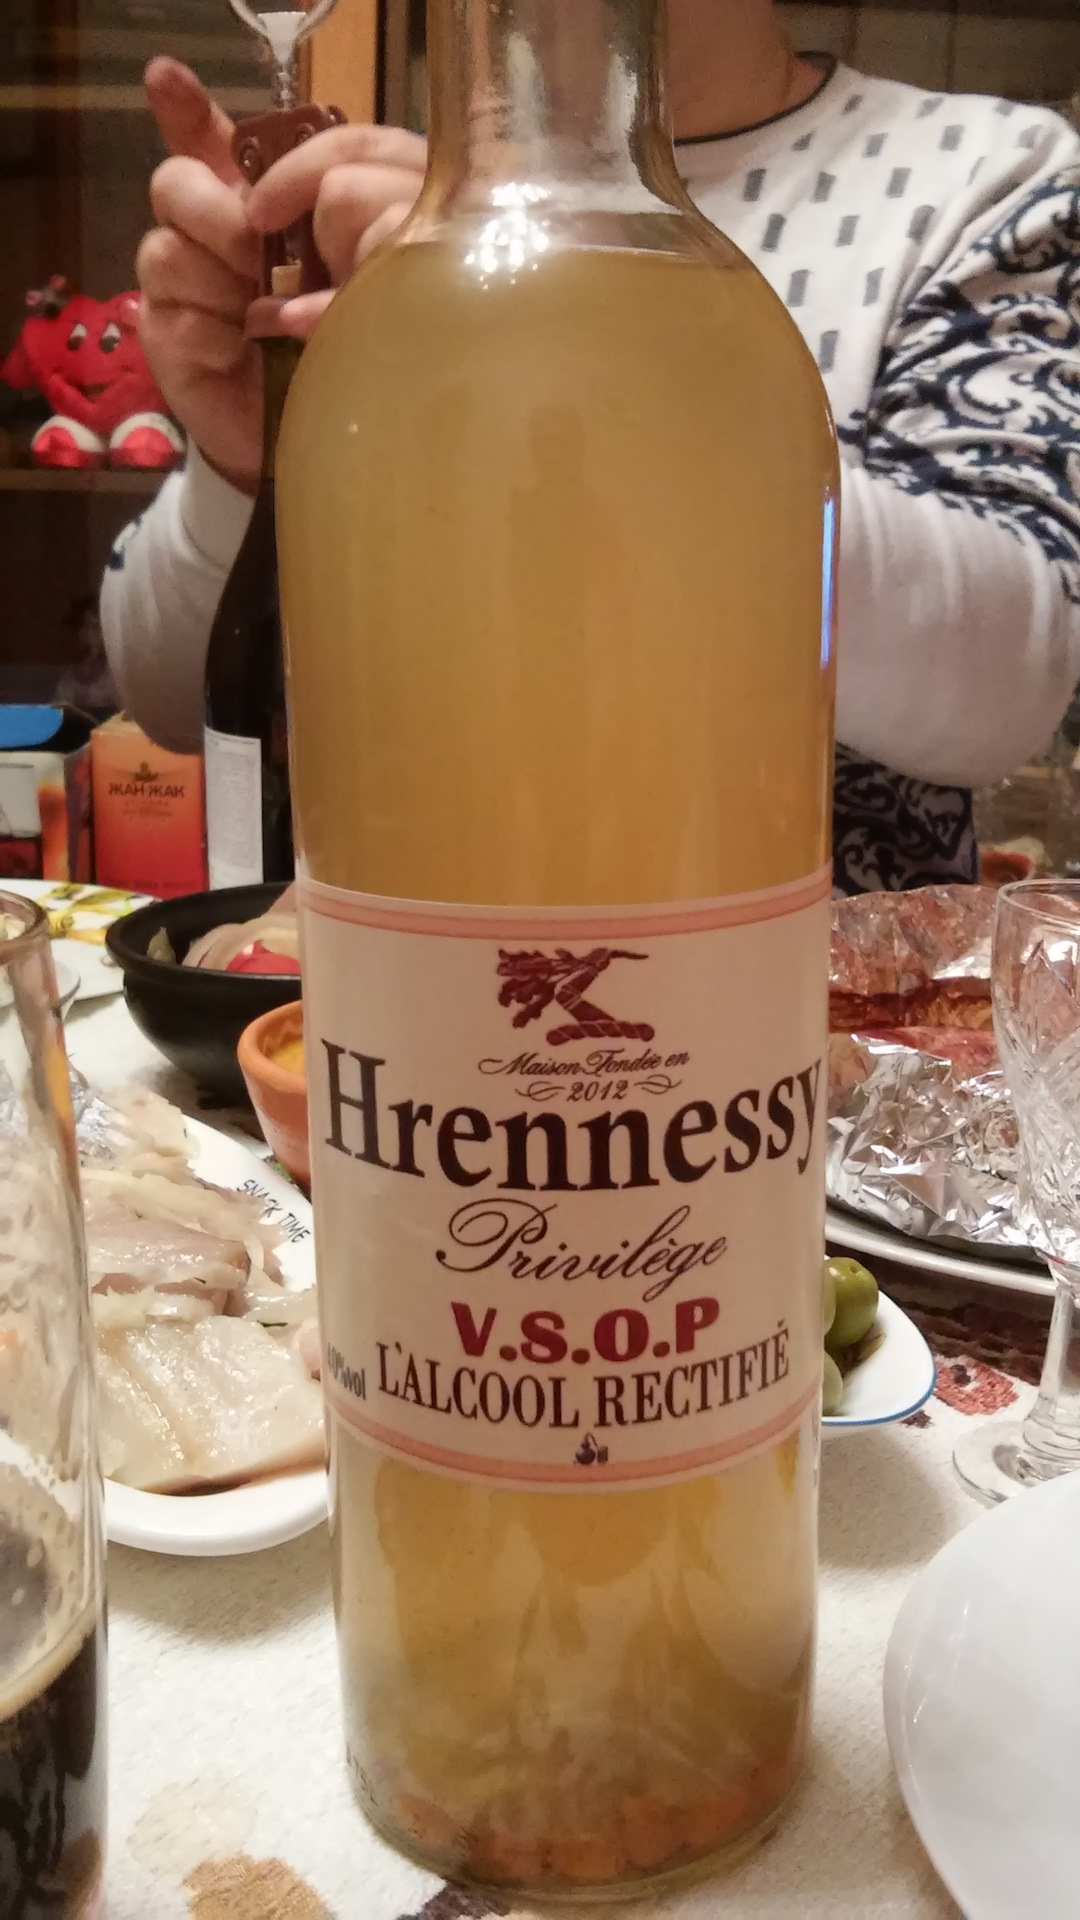 ЖАН-ЖАК
SNACK TIME
Maison Fondée en
2012
Hrennessy
Privilège
V.S.O.P
40%vol
L'ALCOOL RECTIFIÉ